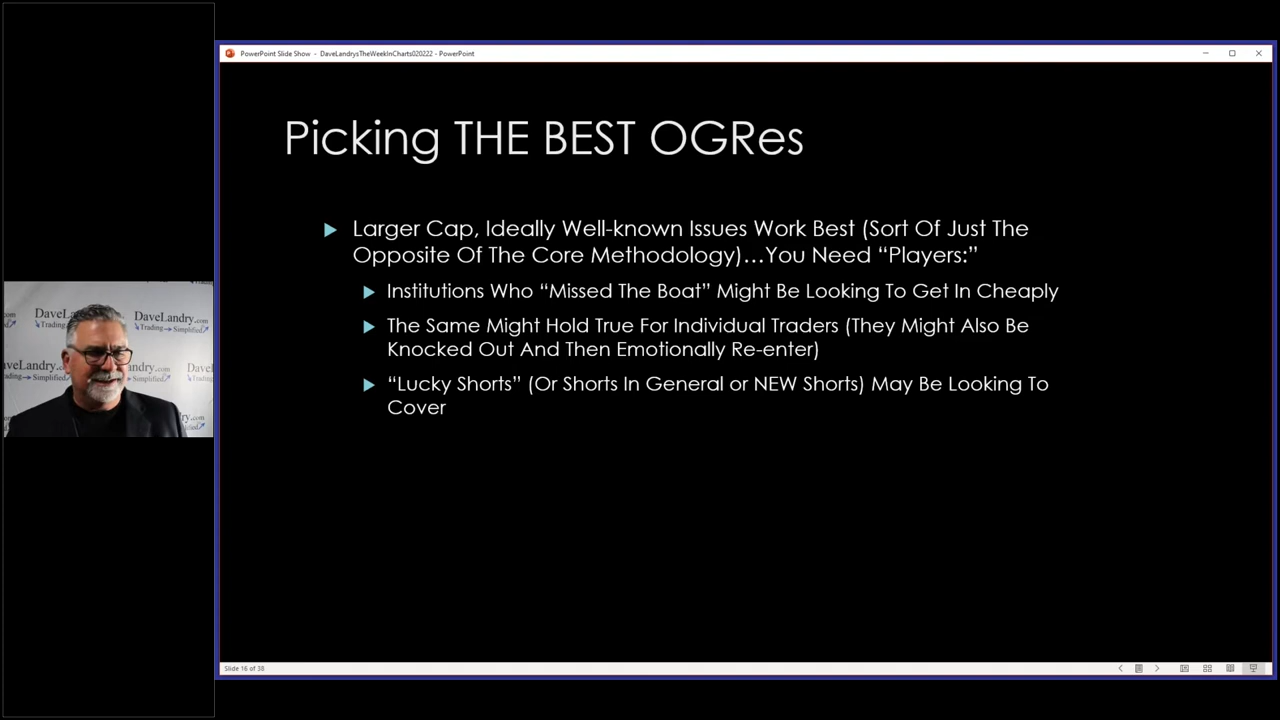 PowerPoint Slide Show - DaveLandrysTheWeekInCharts020222 - PowerPoint
Picking THE BEST OGRes
Larger Cap, Ideally Well-known Issues Work Best (Sort Of Just The
Opposite Of The Core Methodology)…You Need “Players:”
Institutions Who “Missed The Boat” Might Be Looking To Get In Cheaply
The Same Might Hold True For Individual Traders (They Might Also Be
Knocked Out And Then Emotionally Re-enter)
“Lucky Shorts” (Or Shorts In General or NEW Shorts) May Be Looking To
Cover
DaveLandry.com
Trading Simplified
Slide 16 of 38